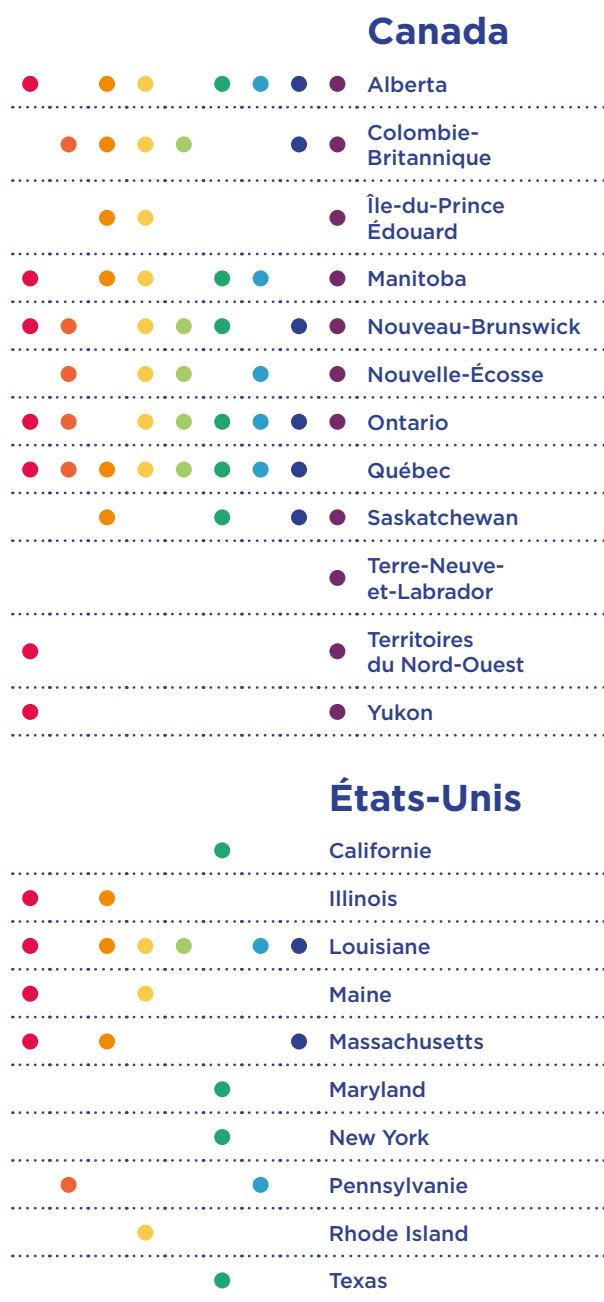 Canada
Alberta
Colombie-
Britannique
Île-du-Prince
Édouard
Manitoba
Nouveau-Brunswick
Nouvelle-Écosse
Ontario
Québec
Saskatchewan
Terre-Neuve-
et-Labrador
Territoires
du Nord-Ouest
Yukon
États-Unis
Californie
Illinois
Louisiane
Maine
Massachusetts
Maryland
New York
Pennsylvanie
Rhode Island
Texas